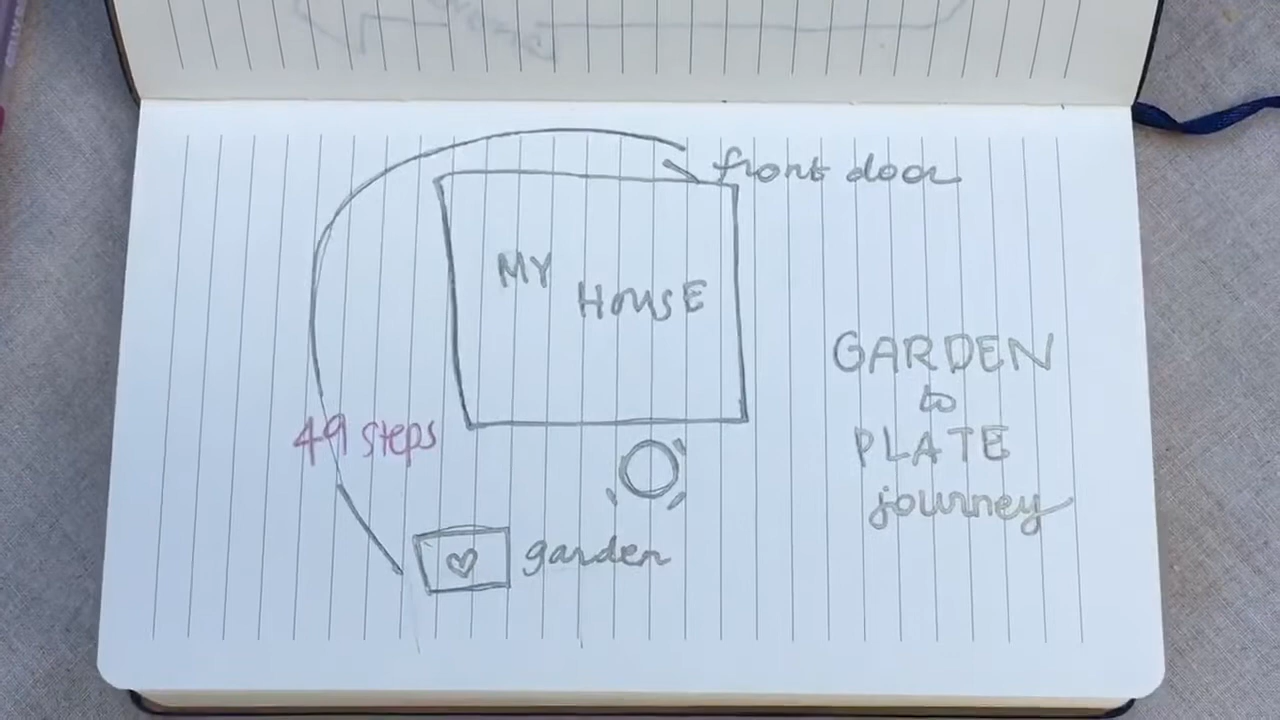 front door
MY
HOUSE
GARDEN
to
PLATE
journey
49 steps
garden